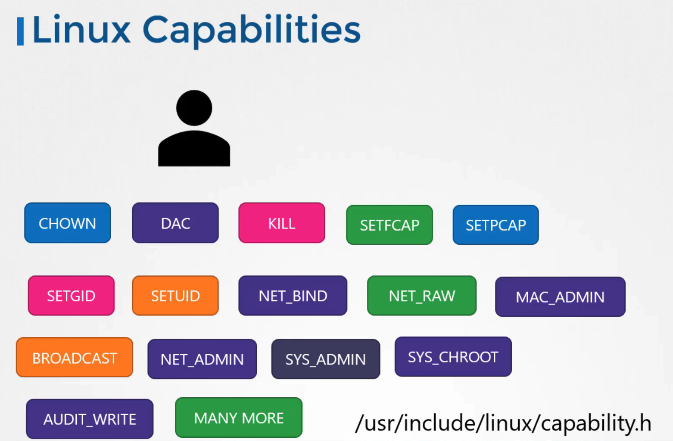 Linux Capabilities
CHOWN DAC KILL SETFCAP SETPCAP
SETGID SETUID NET_BIND NET_RAW MAC_ADMIN
BROADCAST NET_ADMIN SYS_ADMIN SYS_CHROOT
AUDIT_WRITE MANY MORE /usr/include/linux/capability.h